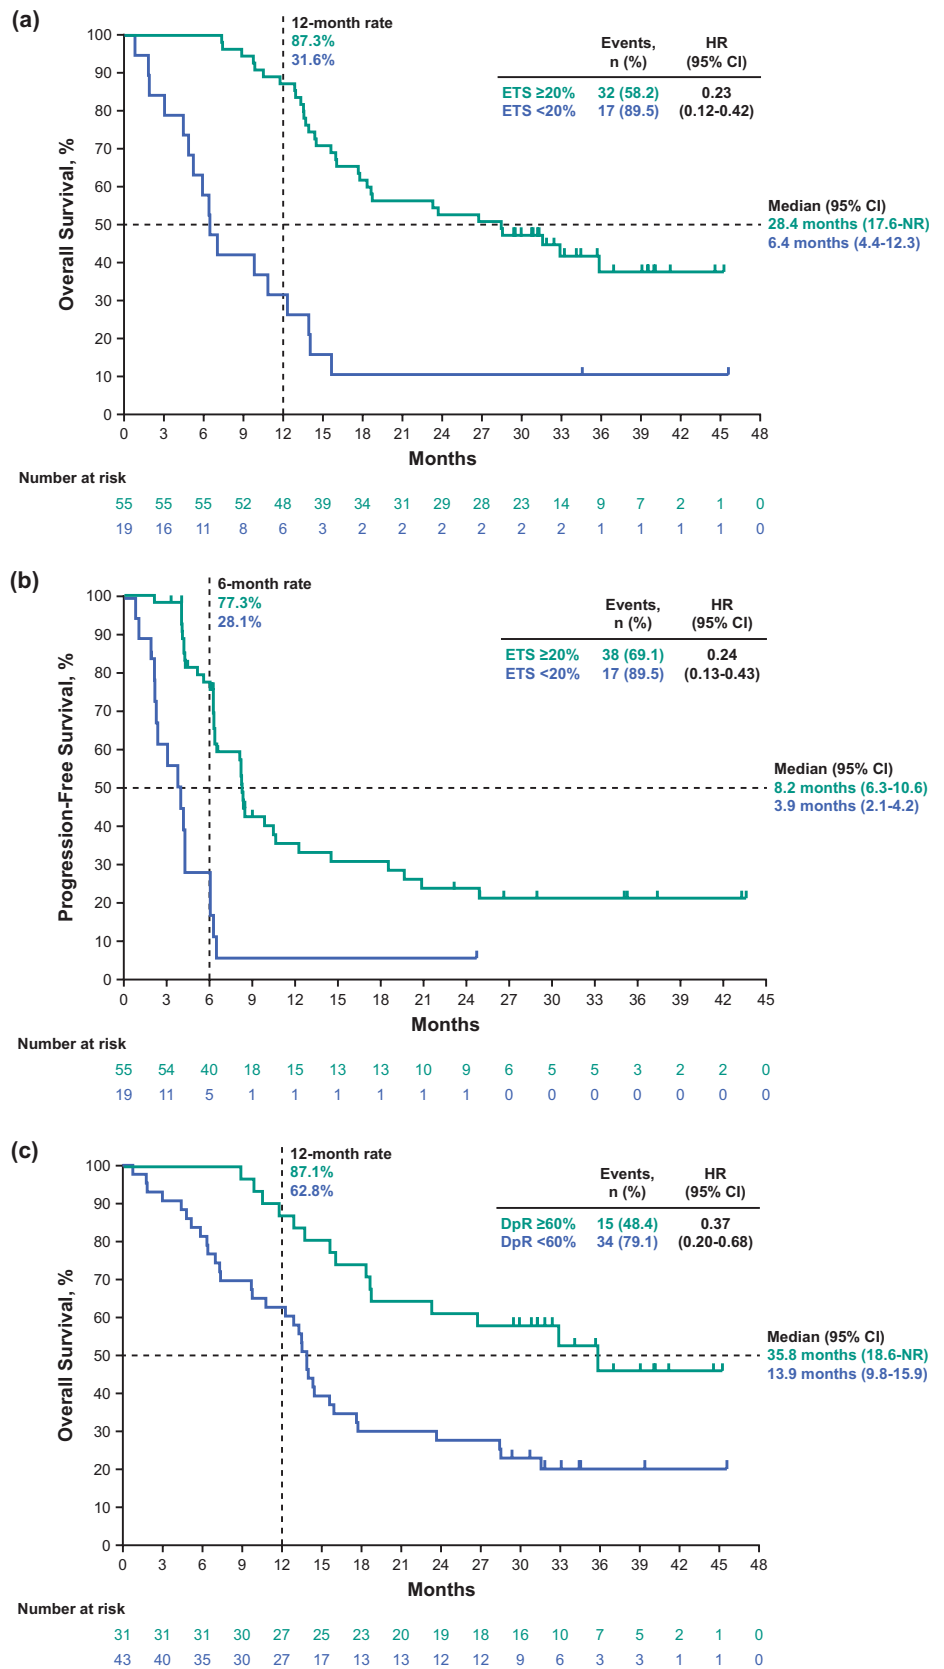 (a)
12-month rate
87.3%
31.6%
Events, HR
n (%) (95% CI)
ETS ≥20% 32 (58.2) 0.23
ETS <20% 17 (89.5) (0.12-0.42)
Overall Survival, %
100
90
80
70
60
50
40
30
20
10
0
Median (95% CI)
28.4 months (17.6-NR)
6.4 months (4.4-12.3)
0 3 6 9 12 15 18 21 24 27 30 33 36 39 42 45 48
Months
Number at risk
55 55 55 52 48 39 34 31 29 28 23 14 9 7 2 1 0
19 16 11 8 6 3 2 2 2 2 2 2 1 1 1 1 0
(b)
6-month rate
77.3%
28.1%
Events, HR
n (%) (95% CI)
ETS ≥20% 38 (69.1) 0.24
ETS <20% 17 (89.5) (0.13-0.43)
Progression-Free Survival, %
100
90
80
70
60
50
40
30
20
10
0
Median (95% CI)
8.2 months (6.3-10.6)
3.9 months (2.1-4.2)
0 3 6 9 12 15 18 21 24 27 30 33 36 39 42 45
Months
Number at risk
55 54 40 18 15 13 13 10 9 6 5 5 3 2 2 0
19 11 5 1 1 1 1 1 1 0 0 0 0 0 0 0
(c)
12-month rate
87.1%
62.8%
Events, HR
n (%) (95% CI)
DpR ≥60% 15 (48.4) 0.37
DpR <60% 34 (79.1) (0.20-0.68)
Overall Survival, %
100
90
80
70
60
50
40
30
20
10
0
Median (95% CI)
35.8 months (18.6-NR)
13.9 months (9.8-15.9)
0 3 6 9 12 15 18 21 24 27 30 33 36 39 42 45 48
Months
Number at risk
31 31 31 30 27 25 23 20 19 18 16 10 7 5 2 1 0
43 40 35 30 27 17 13 13 12 12 9 6 3 3 1 1 0